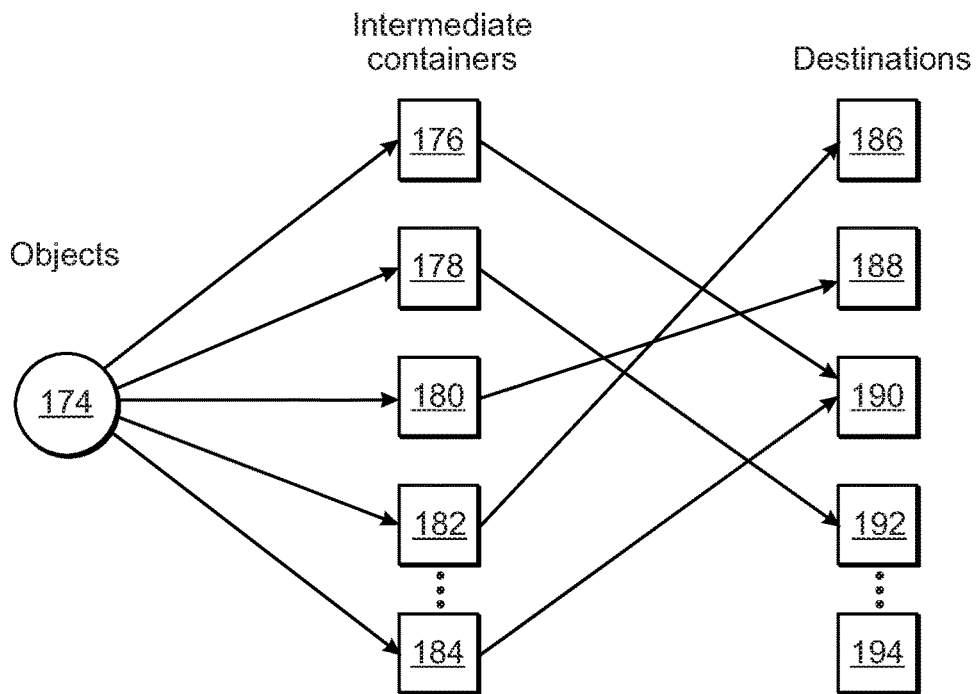 Intermediate
containers
Destinations
176
186
Objects
178
188
174
180
190
182
192
184
194